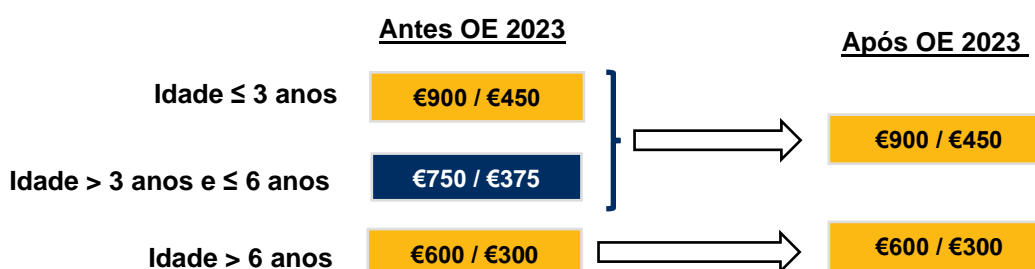 Antes OE 2023
Após OE 2023
Idade ≤ 3 anos
€900 / €450
€900 / €450
Idade > 3 anos e ≤ 6 anos
€750 / €375
Idade > 6 anos
€600 / €300
€600 / €300